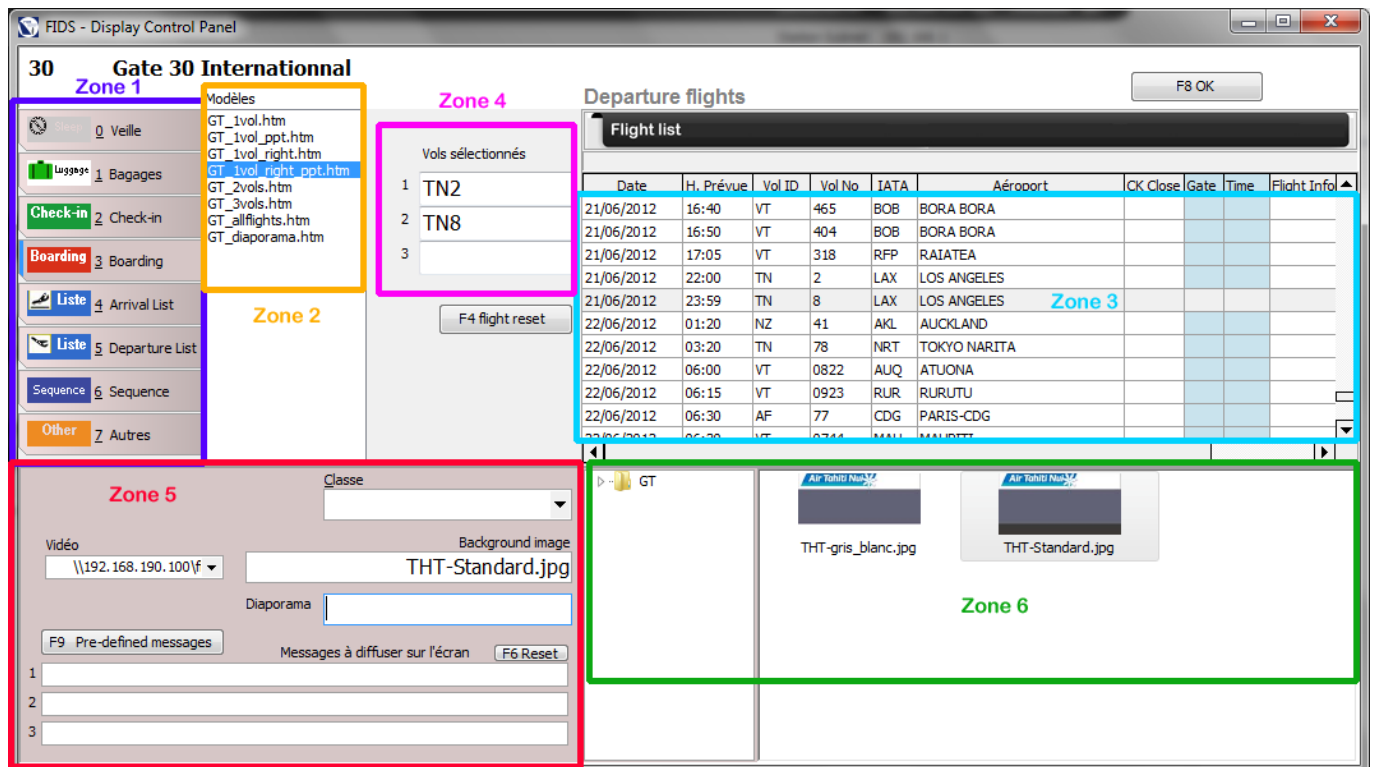 FIDS - Display Control Panel
30 Gate 30 Internationnal
Zone 1
Sleep 0 Veille
Luggage 1 Bagages
Check-in 2 Check-in
Boarding 3 Boarding
Liste 4 Arrival List
Liste 5 Departure List
Sequence 6 Sequence
Other 7 Autres
Modèles
GT_1vol.htm
GT_1vol_ppt.htm
GT_1vol_right.htm
GT_1vol_right_ppt.htm
GT_2vols.htm
GT_3vols.htm
GT_allflights.htm
GT_diaporama.htm
Zone 2
Zone 4
Vols sélectionnés
1 TN2
2 TN8
3
F4 flight reset
Departure flights
F8 OK
Flight list
Date H. Prévue Vol ID Vol No IATA Aéroport CK Close Gate Time Flight Info
21/06/2012 16:40 VT 465 BOB BORA BORA
21/06/2012 16:50 VT 404 BOB BORA BORA
21/06/2012 17:05 VT 318 RFP RAIATEA
21/06/2012 22:00 TN 2 LAX LOS ANGELES
21/06/2012 23:59 TN 8 LAX LOS ANGELES
Zone 3
22/06/2012 01:20 NZ 41 AKL AUCKLAND
22/06/2012 03:20 TN 78 NRT TOKYO NARITA
22/06/2012 06:00 VT 0822 AUQ ATUONA
22/06/2012 06:15 VT 0923 RUR RURUTU
22/06/2012 06:30 AF 77 CDG PARIS-CDG
Zone 5
Classe
Vidéo
\\192.168.190.100\f
Background image
THT-Standard.jpg
Diaporama
F9 Pre-defined messages
Messages à diffuser sur l'écran
F6 Reset
1
2
3
GT
Air Tahiti Nui
THT-gris_blanc.jpg
Air Tahiti Nui
THT-Standard.jpg
Zone 6